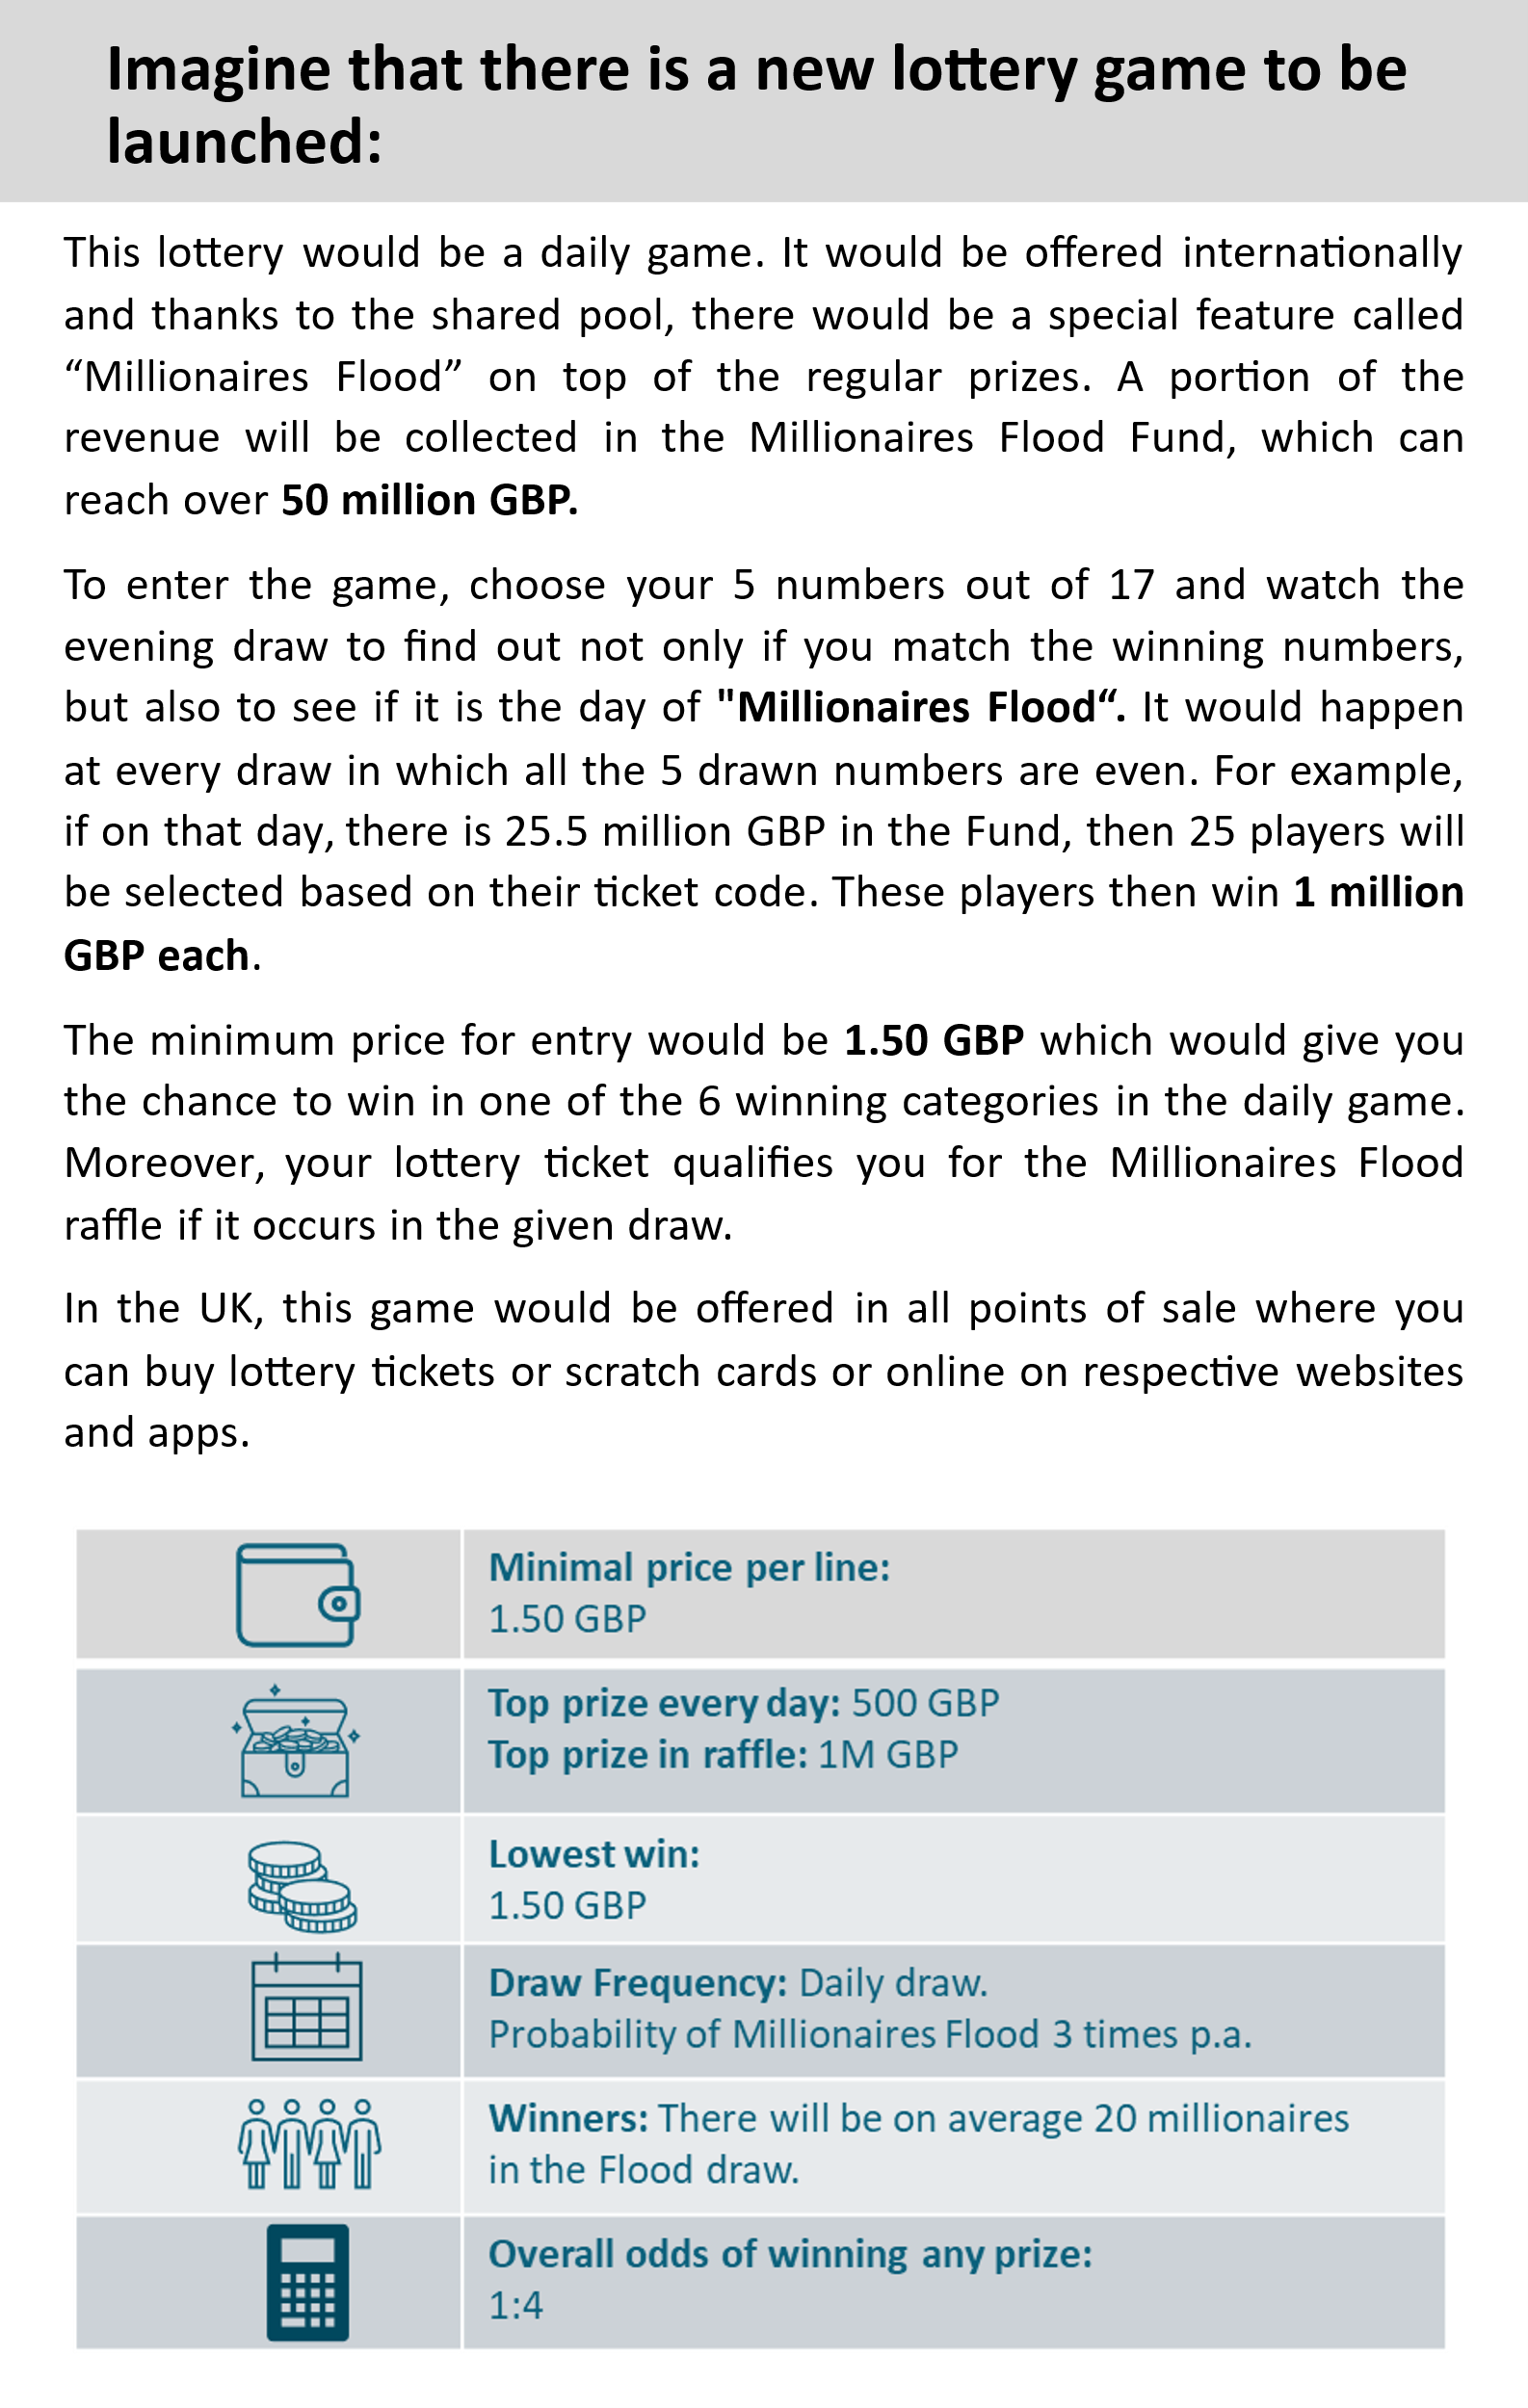 Imagine that there is a new lottery game to be
launched:
This lottery would be a daily game. It would be offered internationally
and thanks to the shared pool, there would be a special feature called
“Millionaires Flood” on top of the regular prizes. A portion of the
revenue will be collected in the Millionaires Flood Fund, which can
reach over 50 million GBP.
To enter the game, choose your 5 numbers out of 17 and watch the
evening draw to find out not only if you match the winning numbers,
but also to see if it is the day of "Millionaires Flood“. It would happen
at every draw in which all the 5 drawn numbers are even. For example,
if on that day, there is 25.5 million GBP in the Fund, then 25 players will
be selected based on their ticket code. These players then win 1 million
GBP each.
The minimum price for entry would be 1.50 GBP which would give you
the chance to win in one of the 6 winning categories in the daily game.
Moreover, your lottery ticket qualifies you for the Millionaires Flood
raffle if it occurs in the given draw.
In the UK, this game would be offered in all points of sale where you
can buy lottery tickets or scratch cards or online on respective websites
and apps.
Minimal price per line:
1.50 GBP
Top prize every day: 500 GBP
Top prize in raffle: 1M GBP
Lowest win:
1.50 GBP
Draw Frequency: Daily draw.
Probability of Millionaires Flood 3 times p.a.
Winners: There will be on average 20 millionaires
in the Flood draw.
Overall odds of winning any prize:
1:4